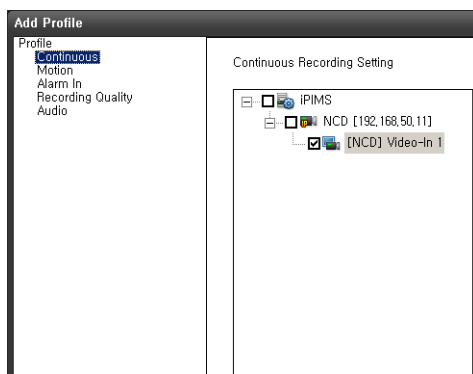 Add Profile
Profile
Continuous
Motion
Alarm In
Recording Quality
Audio
Continuous Recording Setting
iPIMS
NCD [192,168,50,11]
[NCD] Video-In 1